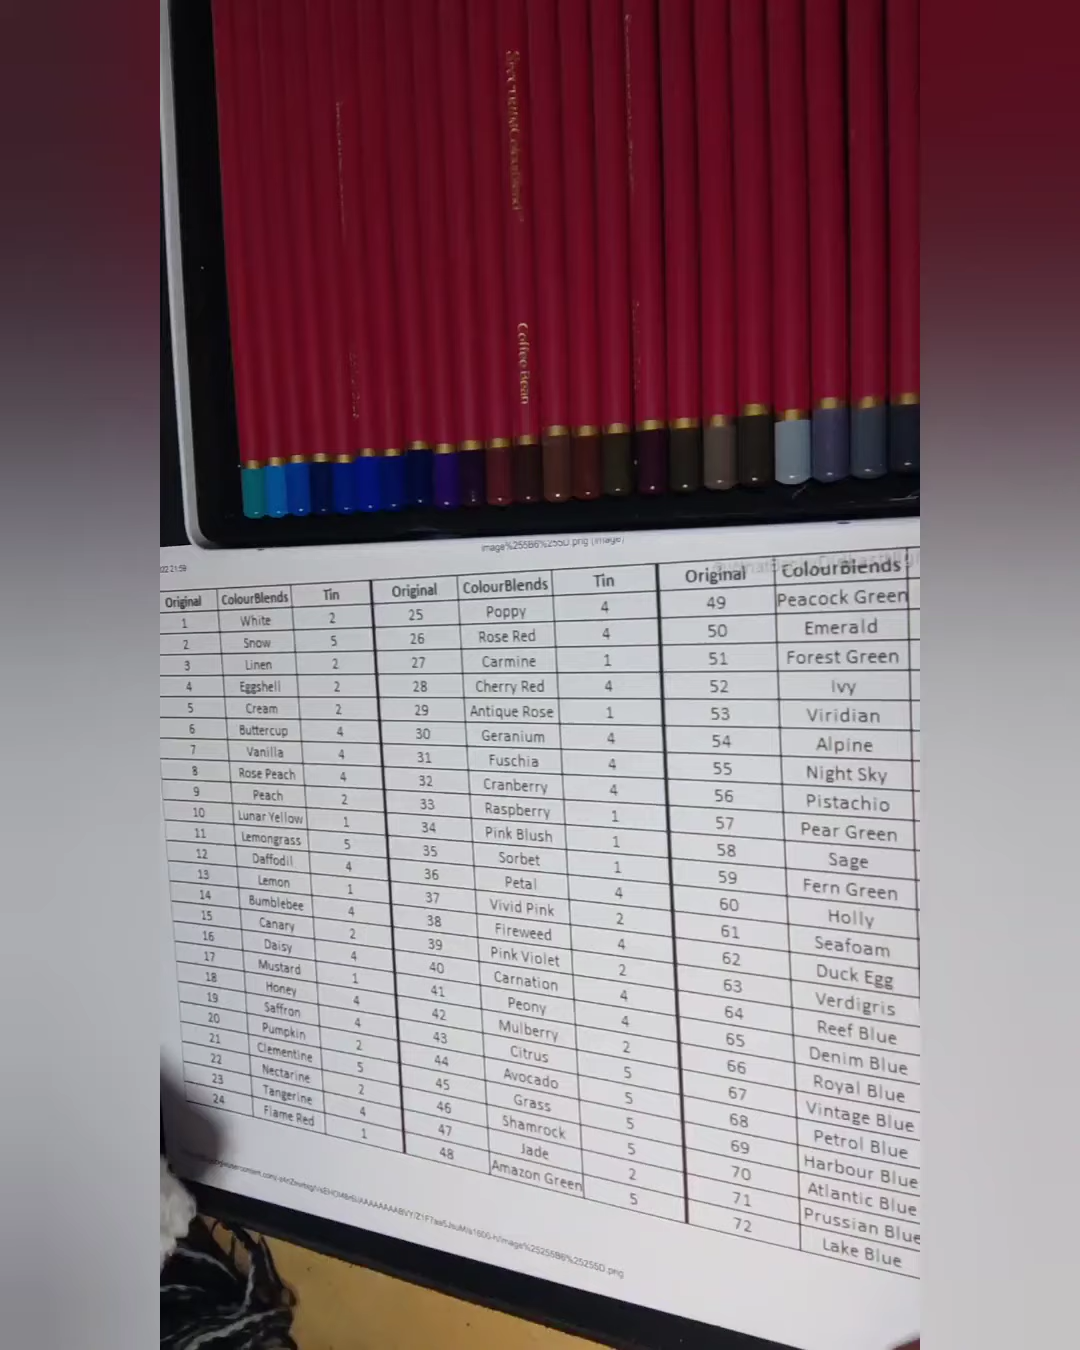 Spectrum ColourBlend
Coffee Bean
image%255B6%255D.png (Image)
21:59
Original ColourBlends Tin Original ColourBlends Tin Original ColourBlends
1 White 2 25 Poppy 4 49 Peacock Green
2 Snow 5 26 Rose Red 4 50 Emerald
3 Linen 2 27 Carmine 1 51 Forest Green
4 Eggshell 2 28 Cherry Red 4 52 Ivy
5 Cream 2 29 Antique Rose 1 53 Viridian
6 Buttercup 4 30 Geranium 4 54 Alpine
7 Vanilla 4 31 Fuschia 4 55 Night Sky
8 Rose Peach 4 32 Cranberry 4 56 Pistachio
9 Peach 2 33 Raspberry 1 57 Pear Green
10 Lunar Yellow 1 34 Pink Blush 1 58 Sage
11 Lemongrass 5 35 Sorbet 1 59 Fern Green
12 Daffodil 4 36 Petal 4 60 Holly
13 Lemon 1 37 Vivid Pink 2 61 Seafoam
14 Bumblebee 4 38 Fireweed 4 62 Duck Egg
15 Canary 2 39 Pink Violet 2 63 Verdigris
16 Daisy 4 40 Carnation 4 64 Reef Blue
17 Mustard 1 41 Peony 4 65 Denim Blue
18 Honey 4 42 Mulberry 2 66 Royal Blue
19 Saffron 4 43 Citrus 5 67 Vintage Blue
20 Pumpkin 2 44 Avocado 5 68 Petrol Blue
21 Clementine 5 45 Grass 5 69 Harbour Blue
22 Nectarine 2 46 Shamrock 5 70 Atlantic Blue
23 Tangerine 4 47 Jade 2 71 Prussian Blue
24 Flame Red 1 48 Amazon Green 5 72 Lake Blue